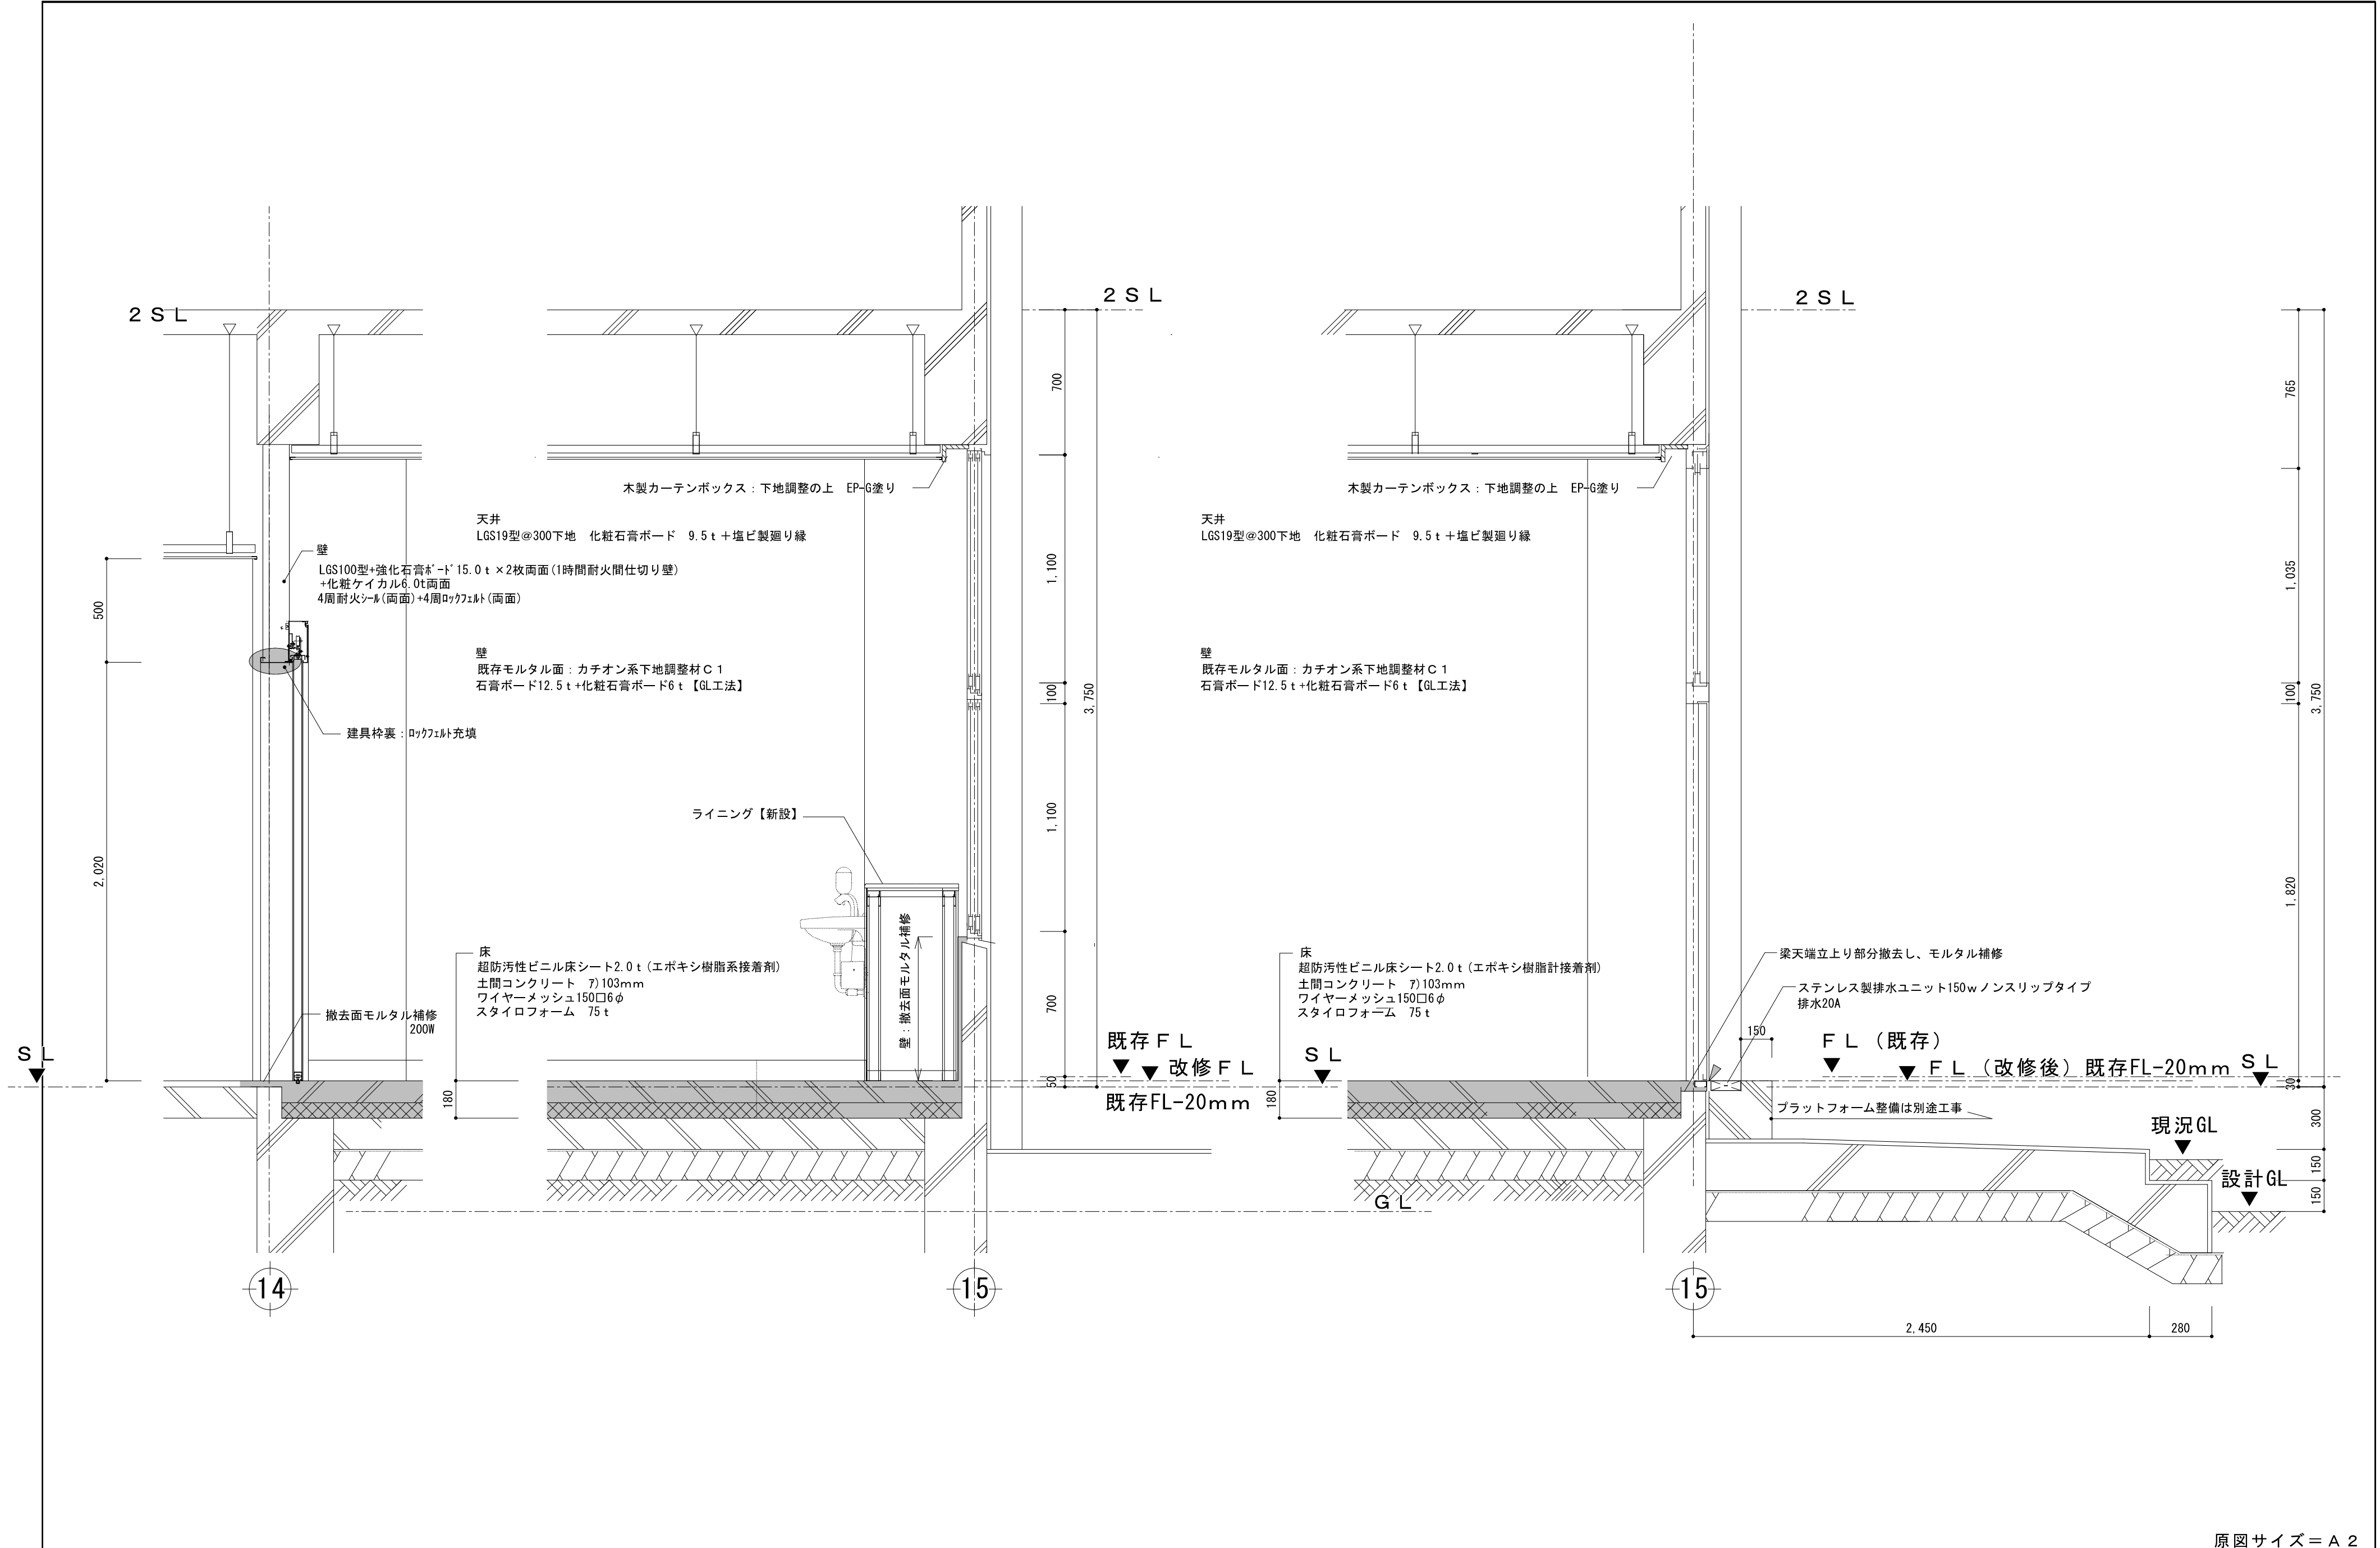 2SL
2SL
2SL
700
765
木製カーテンボックス：下地調整の上　EP-G塗り
木製カーテンボックス：下地調整の上　EP-G塗り
天井
LGS19型@300下地　化粧石膏ボード　9.5ｔ＋塩ビ製廻り縁
天井
LGS19型@300下地　化粧石膏ボード　9.5ｔ＋塩ビ製廻り縁
壁
LGS100型+強化石膏ﾎﾞｰﾄﾞ15.0ｔ×2枚両面(1時間耐火間仕切り壁)
+化粧ケイカル6.0t両面
4周耐火ｼｰﾙ(両面)+4周ﾛｯｸﾌｪﾙﾄ(両面)
500
1,100
1,035
壁
既存モルタル面：カチオン系下地調整材Ｃ１
石膏ボード12.5ｔ+化粧石膏ボード6ｔ【GL工法】
壁
既存モルタル面：カチオン系下地調整材Ｃ１
石膏ボード12.5ｔ+化粧石膏ボード6ｔ【GL工法】
100
3,750
100
3,750
建具枠裏：ﾛｯｸﾌｪﾙﾄ充填
ライニング【新設】
1,100
2,020
1,820
壁：撤去面モルタル補修
床
超防汚性ビニル床シート2.0ｔ(エポキシ樹脂系接着剤)
土間コンクリート　ｱ)103mm
ワイヤーメッシュ150□6φ
スタイロフォーム　75ｔ
床
超防汚性ビニル床シート2.0ｔ(エポキシ樹脂計接着剤)
土間コンクリート　ｱ)103mm
ワイヤーメッシュ150□6φ
スタイロフォーム　75ｔ
700
梁天端立上り部分撤去し、モルタル補修
ステンレス製排水ユニット150ｗノンスリップタイプ
排水20A
撤去面モルタル補修
200W
150
SL
既存ＦＬ
改修ＦＬ
既存FL-20mm
50
SL
ＦＬ（既存）
ＦＬ（改修後）既存FL-20mm
SL
30
180
180
プラットフォーム整備は別途工事
300
現況GL
150
設計GL
150
GL
14
15
15
2,450
280
原図サイズ＝Ａ２